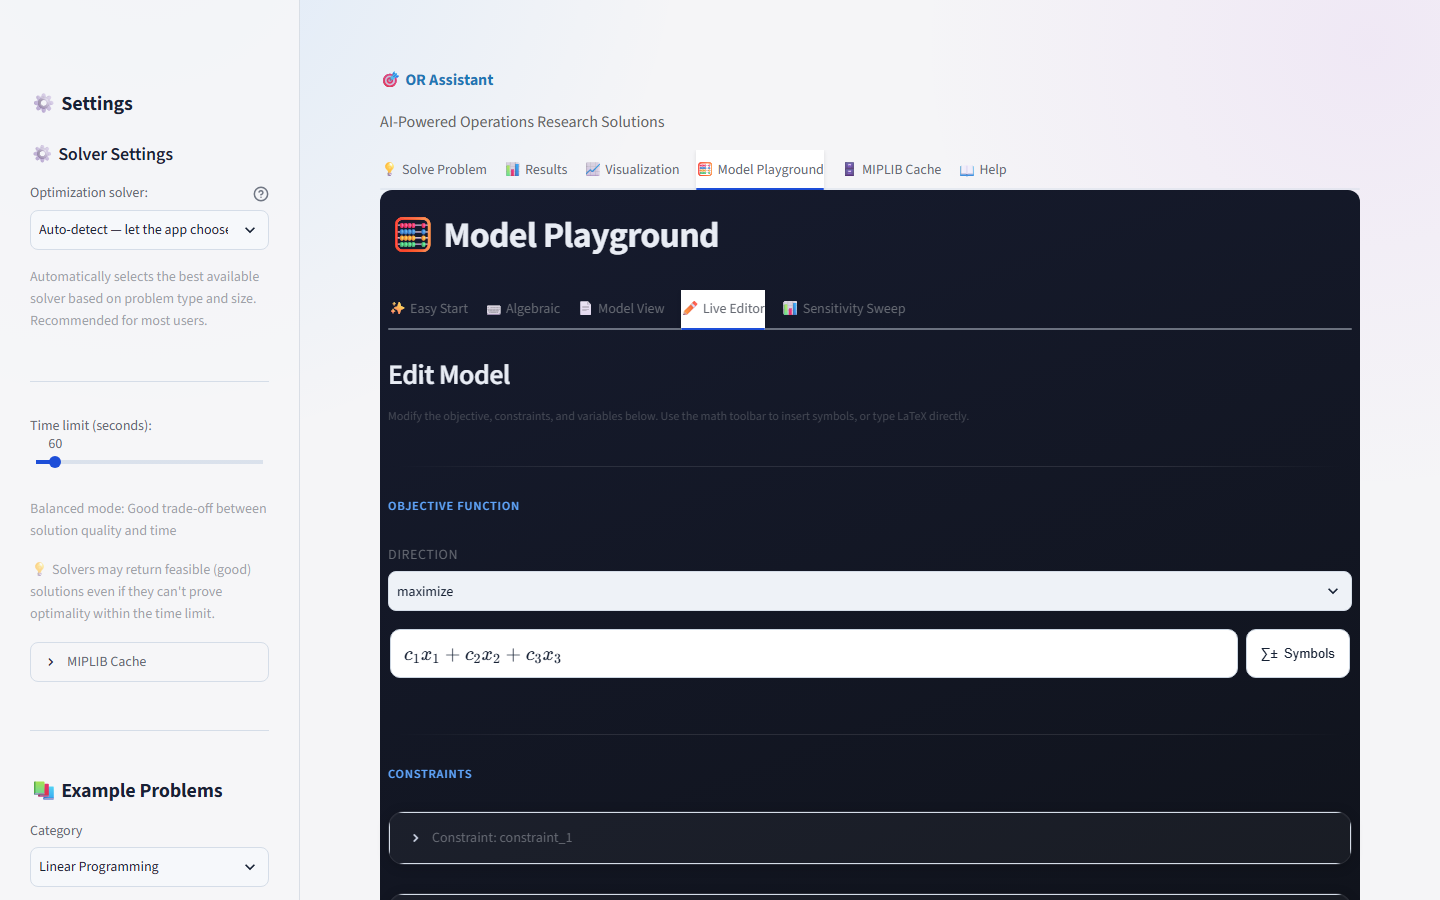 Settings
Solver Settings
Optimization solver:
Auto-detect — let the app choose
Automatically selects the best available
solver based on problem type and size.
Recommended for most users.
Time limit (seconds):
60
Balanced mode: Good trade-off between
solution quality and time
💡 Solvers may return feasible (good)
solutions even if they can't prove
optimality within the time limit.
MIPLIB Cache
Example Problems
Category
Linear Programming
OR Assistant
AI-Powered Operations Research Solutions
Solve Problem Results Visualization Model Playground MIPLIB Cache Help
Model Playground
Easy Start Algebraic Model View Live Editor Sensitivity Sweep
Edit Model
Modify the objective, constraints, and variables below. Use the math toolbar to insert symbols, or type LaTeX directly.
OBJECTIVE FUNCTION
DIRECTION
maximize
c₁x₁ + c₂x₂ + c₃x₃
∑± Symbols
CONSTRAINTS
Constraint: constraint_1